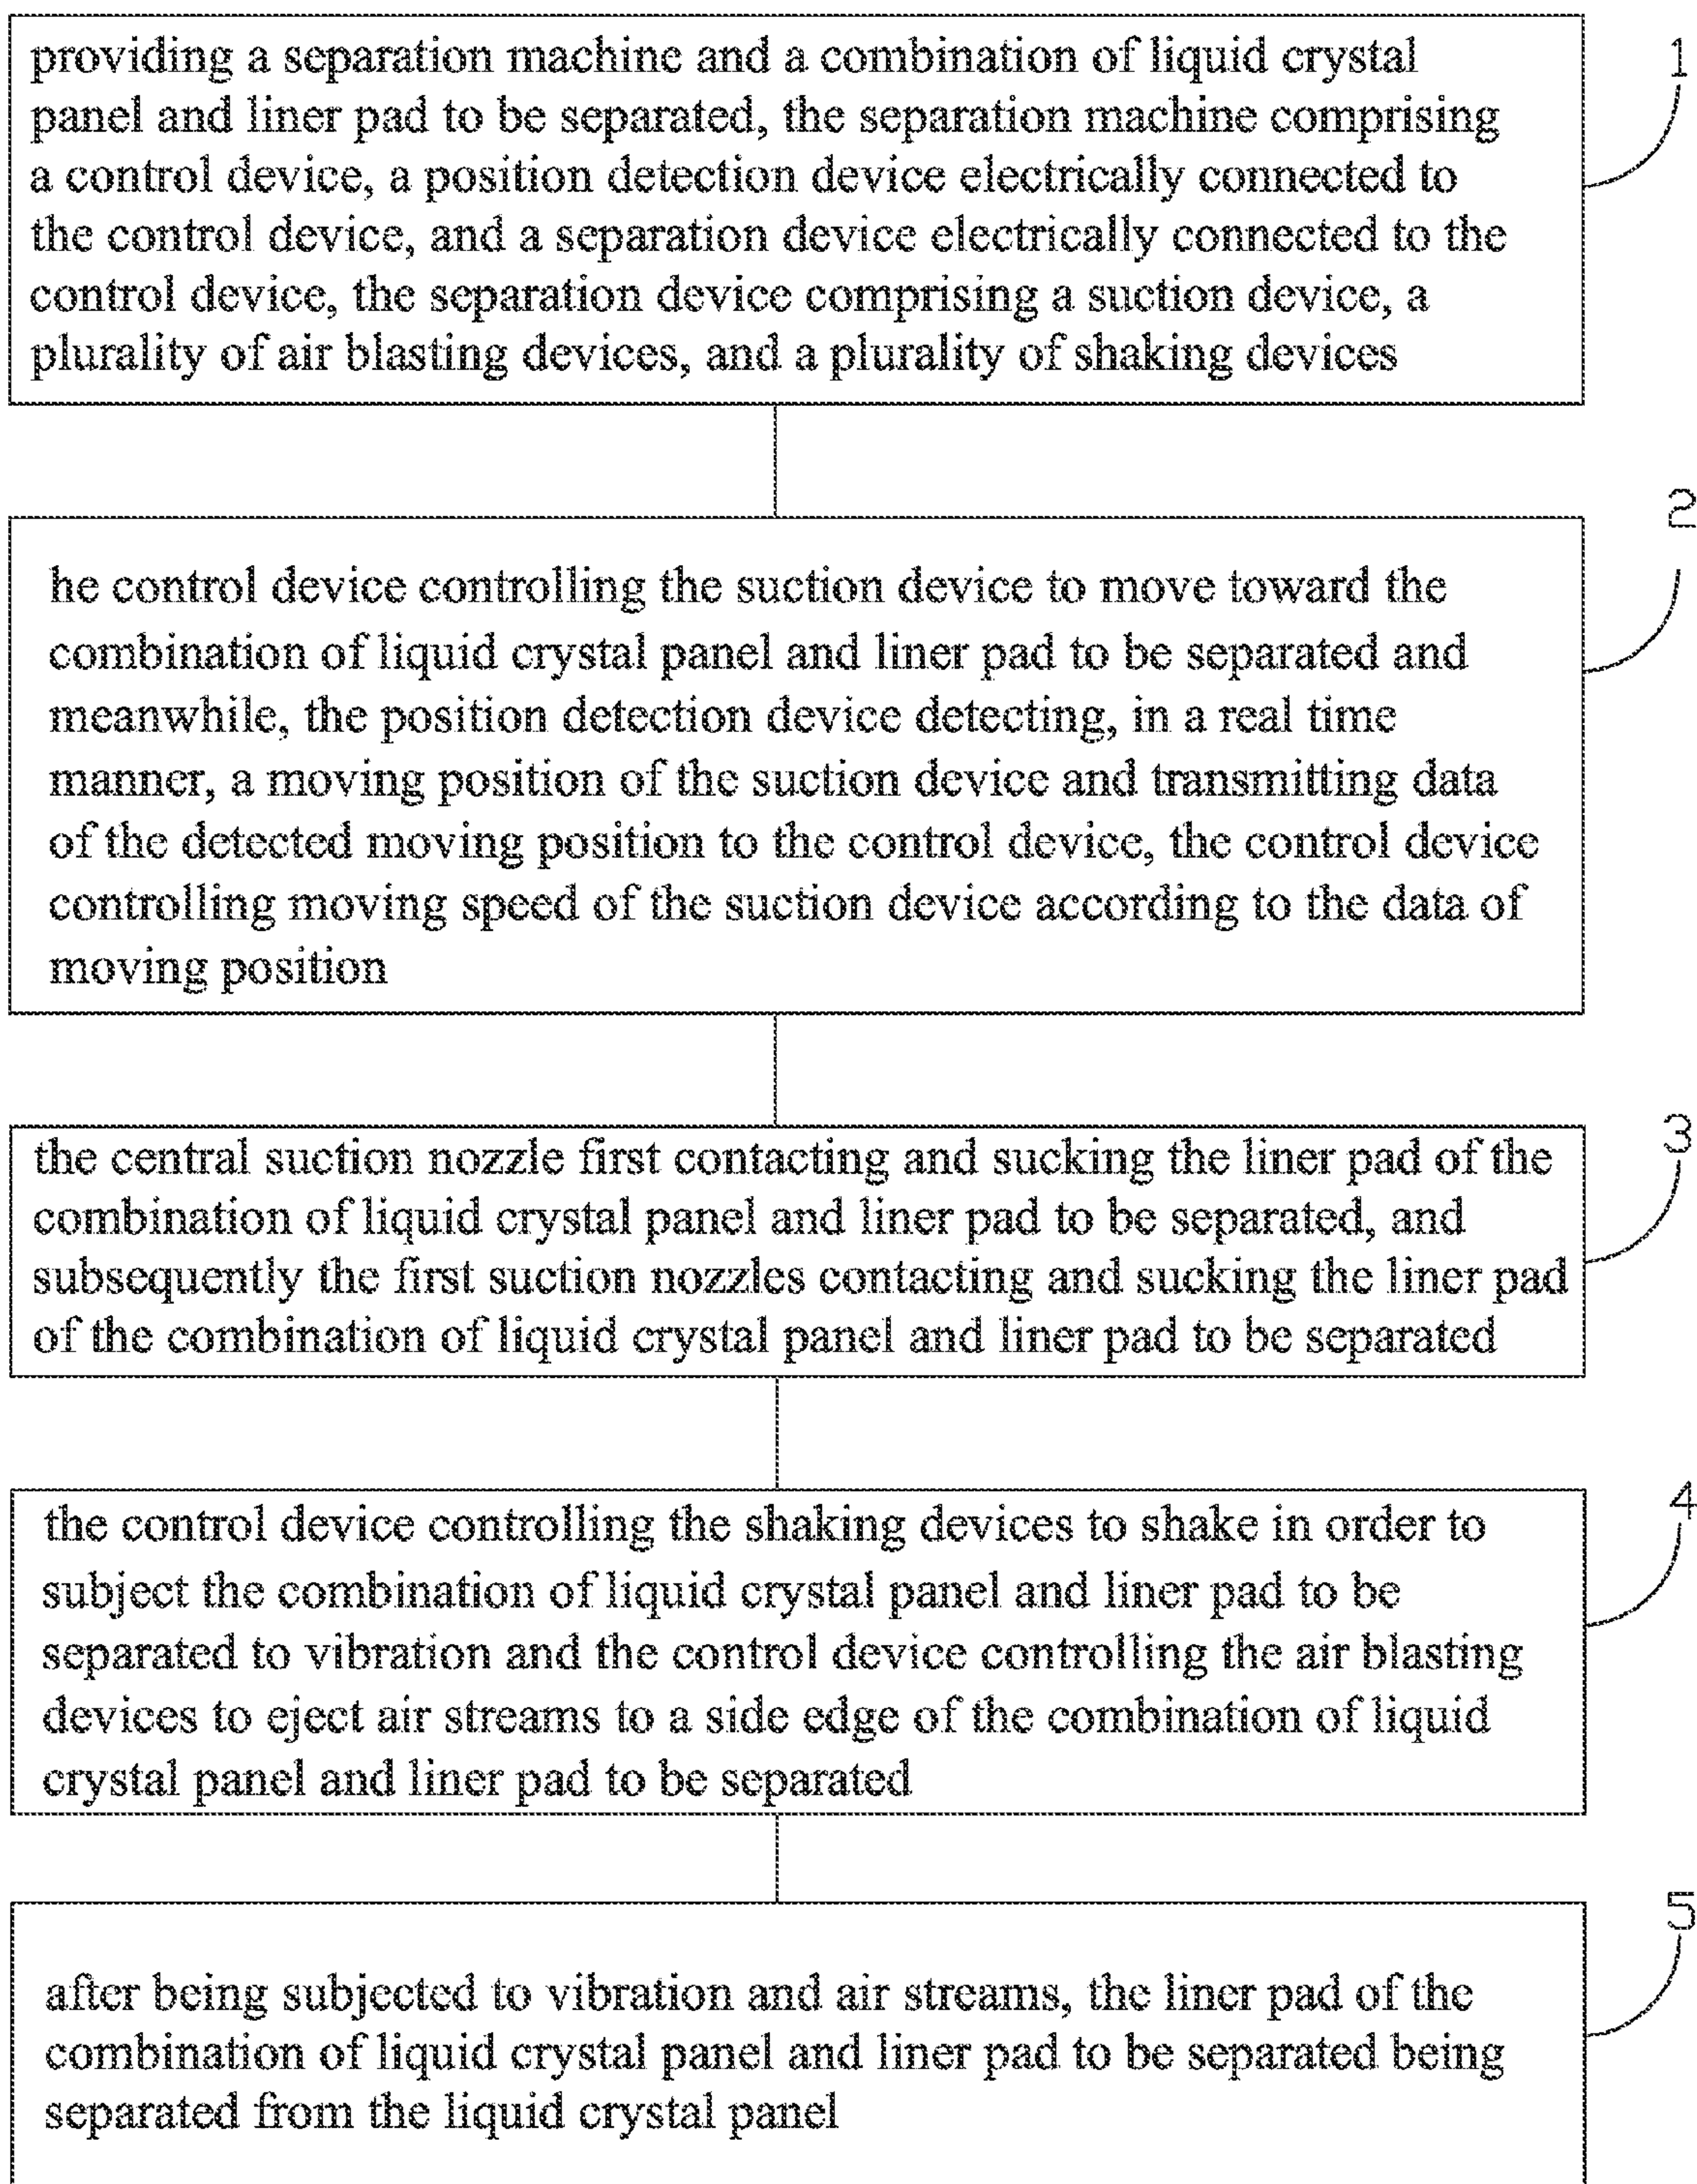 providing a separation machine and a combination of liquid crystal
panel and liner pad to be separated, the separation machine comprising
a control device, a position detection device electrically connected to
the control device, and a separation device electrically connected to the
control device, the separation device comprising a suction device, a
plurality of air blasting devices, and a plurality of shaking devices
1
he control device controlling the suction device to move toward the
combination of liquid crystal panel and liner pad to be separated and
meanwhile, the position detection device detecting, in a real time
manner, a moving position of the suction device and transmitting data
of the detected moving position to the control device, the control device
controlling moving speed of the suction device according to the data of
moving position
2
the central suction nozzle first contacting and sucking the liner pad of the
combination of liquid crystal panel and liner pad to be separated, and
subsequently the first suction nozzles contacting and sucking the liner pad
of the combination of liquid crystal panel and liner pad to be separated
3
the control device controlling the shaking devices to shake in order to
subject the combination of liquid crystal panel and liner pad to be
separated to vibration and the control device controlling the air blasting
devices to eject air streams to a side edge of the combination of liquid
crystal panel and liner pad to be separated
4
after being subjected to vibration and air streams, the liner pad of the
combination of liquid crystal panel and liner pad to be separated being
separated from the liquid crystal panel
5